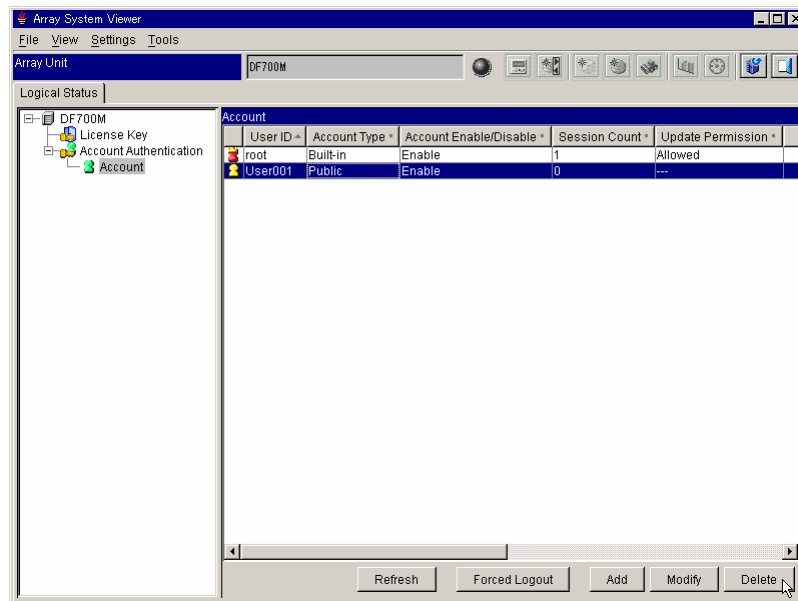 Array System Viewer
File View Settings Tools
Array Unit DF700M
Logical Status
DF700M
License Key
Account Authentication
Account
Account
User ID Account Type Account Enable/Disable Session Count Update Permission
root Built-in Enable 1 Allowed
User001 Public Enable 0 ---
Refresh Forced Logout Add Modify Delete